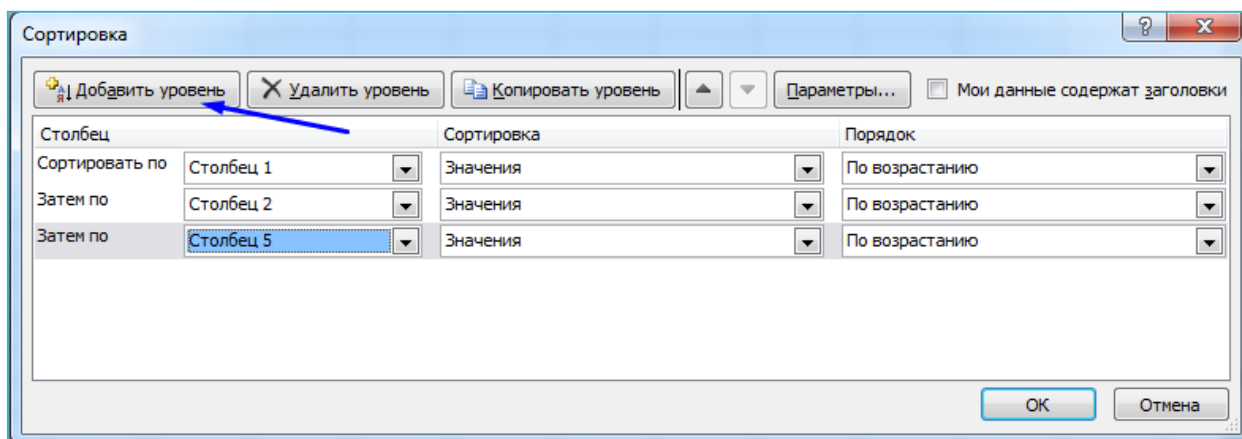 Сортировка
Добавить уровень Удалить уровень Копировать уровень Параметры... Мои данные содержат заголовки
Столбец Сортировка Порядок
Сортировать по Столбец 1 Значения По возрастанию
Затем по Столбец 2 Значения По возрастанию
Затем по Столбец 5 Значения По возрастанию
ОК Отмена